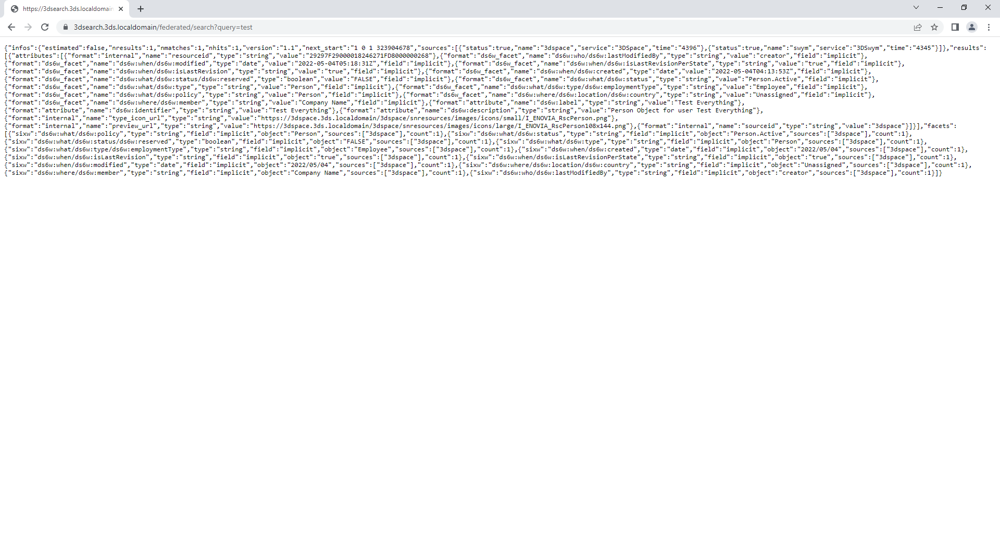 https://3dsearch.3ds.localdomain
3dsearch.3ds.localdomain/federated/search?query=test
{"infos":{"estimated":false,"nresults":1,"nmatches":1,"nhits":1,"version":"1.1","next_start":"1 0 1 323904678","sources":[{"status":true,"name":"3dspace","service":"3DSpace","time":"4396"},{"status":true,"name":"swym","service":"3DSwym","time":"4345"}]},"results":
[{"attributes":[{"format":"internal","name":"resourceid","type":"string","value":"29297F29000018246271FD8000000268"},{"format":"ds6w_facet","name":"ds6w:who/ds6w:lastModifiedBy","type":"string","value":"creator","field":"implicit"},
{"format":"ds6w_facet","name":"ds6w:when/ds6w:modified","type":"date","value":"2022-05-04T05:18:31Z","field":"implicit"},{"format":"ds6w_facet","name":"ds6w:when/ds6w:isLastRevisionPerState","type":"string","value":"true","field":"implicit"},
{"format":"ds6w_facet","name":"ds6w:when/ds6w:isLastRevision","type":"string","value":"true","field":"implicit"},{"format":"ds6w_facet","name":"ds6w:when/ds6w:created","type":"date","value":"2022-05-04T04:13:53Z","field":"implicit"},
{"format":"ds6w_facet","name":"ds6w:what/ds6w:status/ds6w:reserved","type":"boolean","value":"FALSE","field":"implicit"},{"format":"ds6w_facet","name":"ds6w:what/ds6w:status","type":"string","value":"Person.Active","field":"implicit"},
{"format":"ds6w_facet","name":"ds6w:what/ds6w:type","type":"string","value":"Person","field":"implicit"},{"format":"ds6w_facet","name":"ds6w:what/ds6w:type/ds6w:employmentType","type":"string","value":"Employee","field":"implicit"},
{"format":"ds6w_facet","name":"ds6w:what/ds6w:policy","type":"string","value":"Person","field":"implicit"},{"format":"ds6w_facet","name":"ds6w:where/ds6w:location/ds6w:country","type":"string","value":"Unassigned","field":"implicit"},
{"format":"ds6w_facet","name":"ds6w:where/ds6w:member","type":"string","value":"Company Name","field":"implicit"},{"format":"attribute","name":"ds6w:label","type":"string","value":"Test Everything"},
{"format":"attribute","name":"ds6w:identifier","type":"string","value":"Test Everything"},{"format":"attribute","name":"ds6w:description","type":"string","value":"Person Object for user Test Everything"},
{"format":"internal","name":"type_icon_url","type":"string","value":"https://3dspace.3ds.localdomain/3dspace/snresources/images/icons/small/I_ENOVIA_RscPerson.png"},
{"format":"internal","name":"preview_url","type":"string","value":"https://3dspace.3ds.localdomain/3dspace/snresources/images/icons/large/I_ENOVIA_RscPerson108x144.png"},{"format":"internal","name":"sourceid","type":"string","value":"3dspace"}]}],"facets":
[{"sixw":"ds6w:what/ds6w:policy","type":"string","field":"implicit","object":"Person","sources":["3dspace"],"count":1},{"sixw":"ds6w:what/ds6w:status","type":"string","field":"implicit","object":"Person.Active","sources":["3dspace"],"count":1},
{"sixw":"ds6w:what/ds6w:status/ds6w:reserved","type":"boolean","field":"implicit","object":"FALSE","sources":["3dspace"],"count":1},{"sixw":"ds6w:what/ds6w:type","type":"string","field":"implicit","object":"Person","sources":["3dspace"],"count":1},
{"sixw":"ds6w:what/ds6w:type/ds6w:employmentType","type":"string","field":"implicit","object":"Employee","sources":["3dspace"],"count":1},{"sixw":"ds6w:when/ds6w:created","type":"date","field":"implicit","object":"2022/05/04","sources":["3dspace"],"count":1},
{"sixw":"ds6w:when/ds6w:isLastRevision","type":"string","field":"implicit","object":"true","sources":["3dspace"],"count":1},{"sixw":"ds6w:when/ds6w:isLastRevisionPerState","type":"string","field":"implicit","object":"true","sources":["3dspace"],"count":1},
{"sixw":"ds6w:when/ds6w:modified","type":"date","field":"implicit","object":"2022/05/04","sources":["3dspace"],"count":1},{"sixw":"ds6w:where/ds6w:location/ds6w:country","type":"string","field":"implicit","object":"Unassigned","sources":["3dspace"],"count":1},
{"sixw":"ds6w:where/ds6w:member","type":"string","field":"implicit","object":"Company Name","sources":["3dspace"],"count":1},{"sixw":"ds6w:who/ds6w:lastModifiedBy","type":"string","field":"implicit","object":"creator","sources":["3dspace"],"count":1}]}